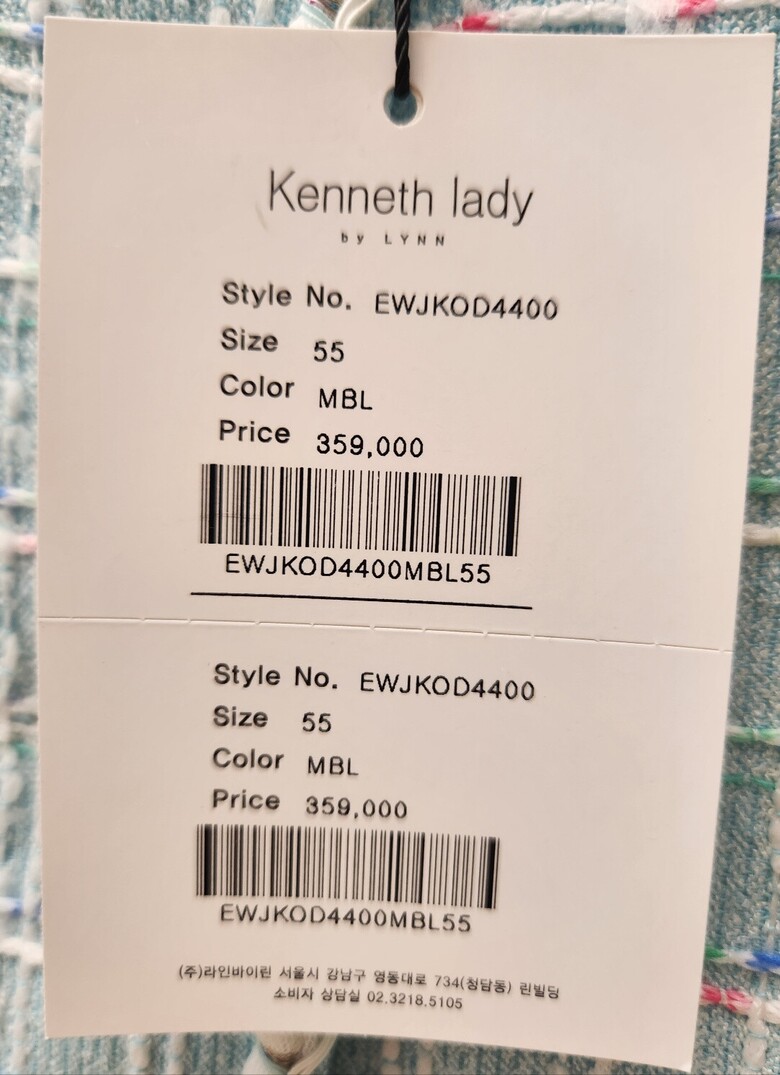 Kenneth lady
by LYNN
Style No. EWJKOD4400
Size 55
Color MBL
Price 359,000
EWJKOD4400MBL55
Style No. EWJKOD4400
Size 55
Color MBL
Price 359,000
EWJKOD4400MBL55
(주)라인바이린 서울시 강남구 영동대로 734(청담동) 린빌딩
소비자 상담실 02.3218.5105